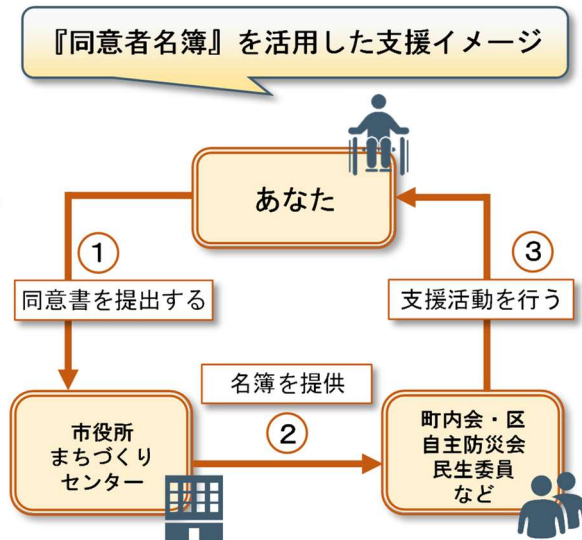 『同意者名簿』を活用した支援イメージ
あなた
①
同意書を提出する
③
支援活動を行う
名簿を提供
②
市役所
まちづくり
センター
町内会・区
自主防災会
民生委員
など